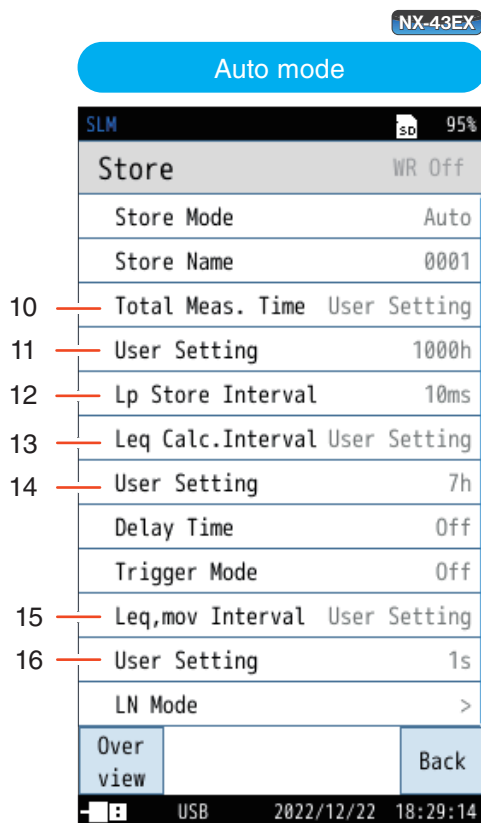 NX-43EX
Auto mode
SLM SD 95%
Store WR Off
Store Mode Auto
Store Name 0001
10 Total Meas. Time User Setting
11 User Setting 1000h
12 Lp Store Interval 10ms
13 Leq Calc.Interval User Setting
14 User Setting 7h
Delay Time Off
Trigger Mode Off
15 Leq,mov Interval User Setting
16 User Setting 1s
LN Mode >
Over
view
Back
USB 2022/12/22 18:29:14